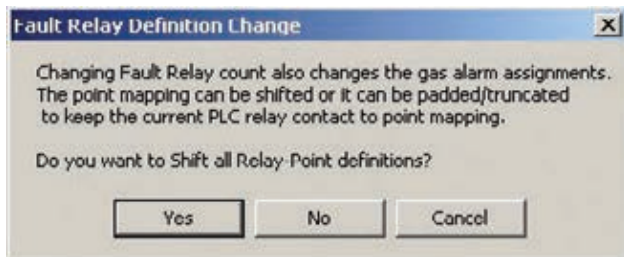 Fault Relay Definition Change
Changing Fault Relay count also changes the gas alarm assignments.
The point mapping can be shifted or it can be padded/truncated
to keep the current PLC relay contact to point mapping.
Do you want to Shift all Relay-Point definitions?
Yes
No
Cancel